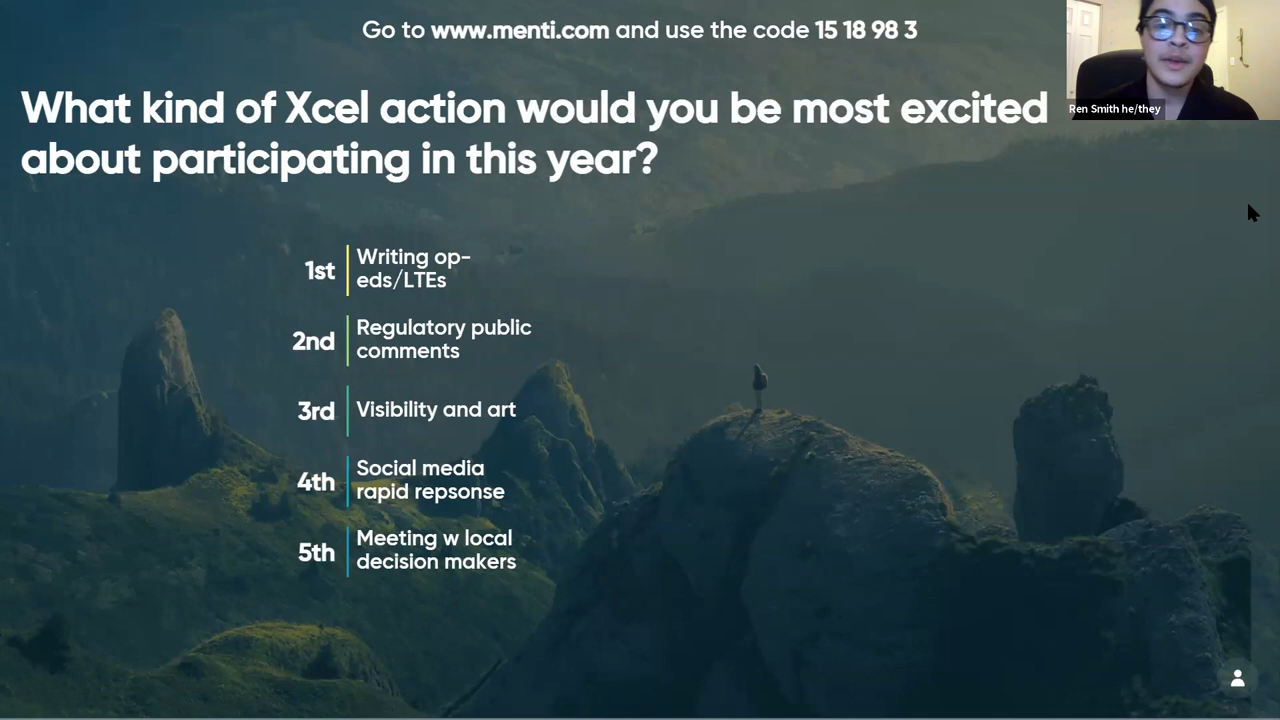 Go to www.menti.com and use the code 15 18 98 3
What kind of Xcel action would you be most excited
about participating in this year?
Ren Smith he/they
1st
Writing op-
eds/LTEs
2nd
Regulatory public
comments
3rd
Visibility and art
4th
Social media
rapid repsonse
5th
Meeting w local
decision makers